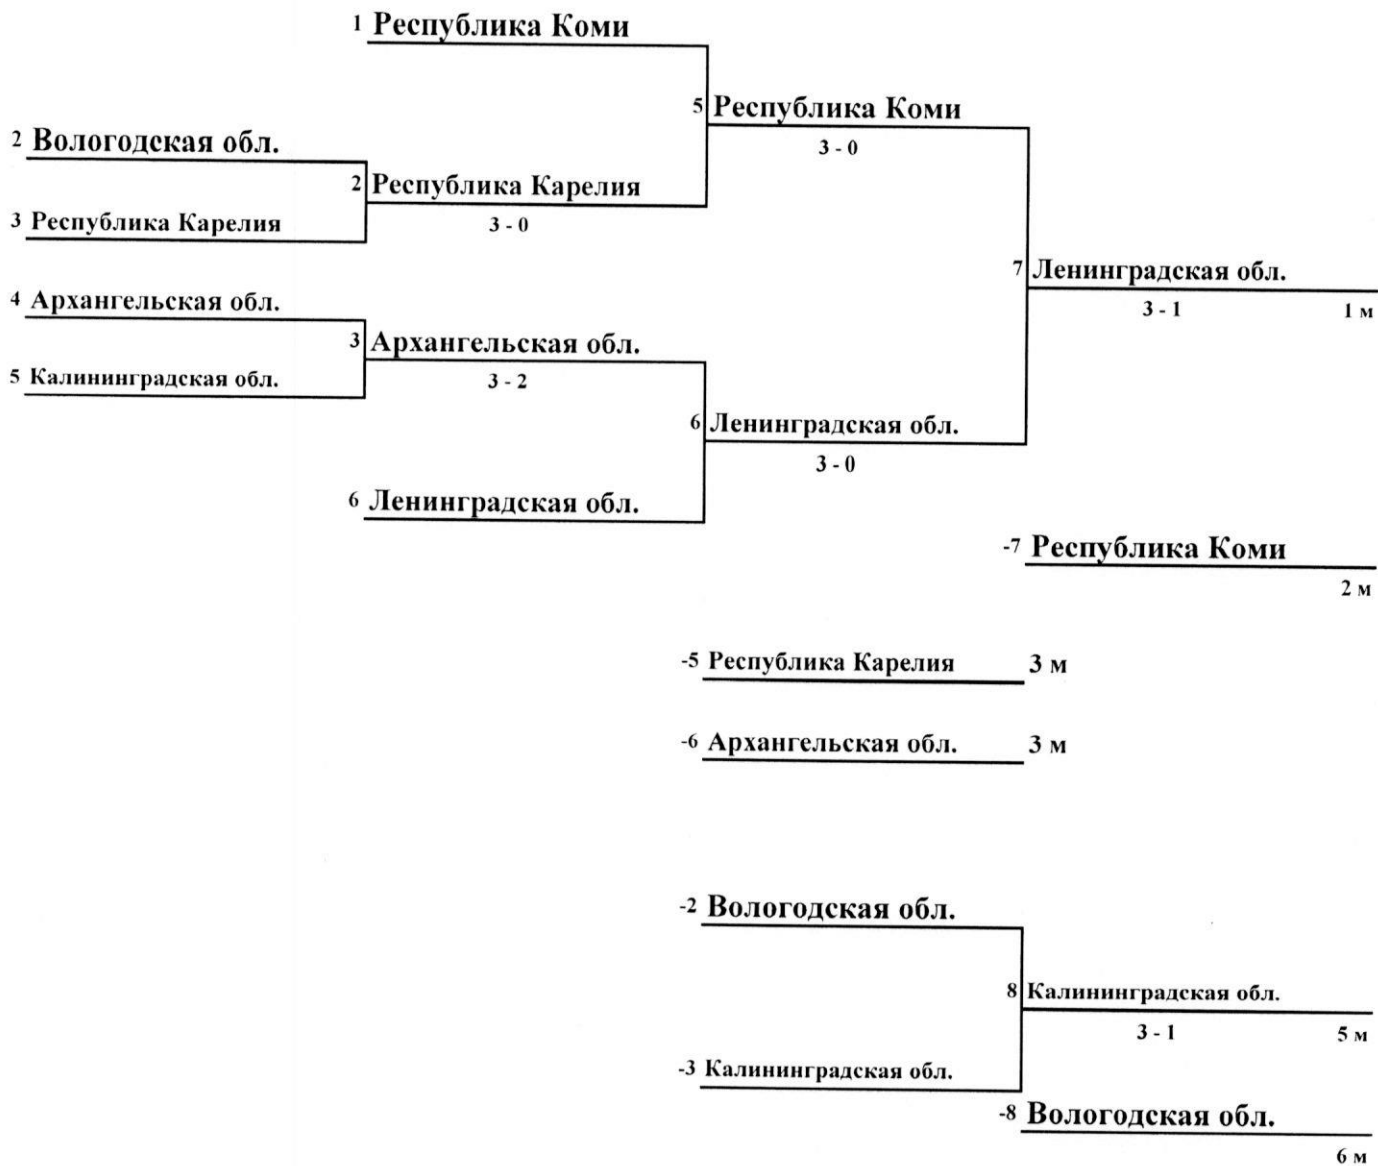 1 Республика Коми
5 Республика Коми
3 - 0
2 Вологодская обл.
2 Республика Карелия
3 - 0
3 Республика Карелия
7 Ленинградская обл.
3 - 1 1 м
4 Архангельская обл.
3 Архангельская обл.
3 - 2
5 Калининградская обл.
6 Ленинградская обл.
3 - 0
6 Ленинградская обл.
-7 Республика Коми
2 м
-5 Республика Карелия 3 м
-6 Архангельская обл. 3 м
-2 Вологодская обл.
8 Калининградская обл.
3 - 1 5 м
-3 Калининградская обл.
-8 Вологодская обл.
6 м